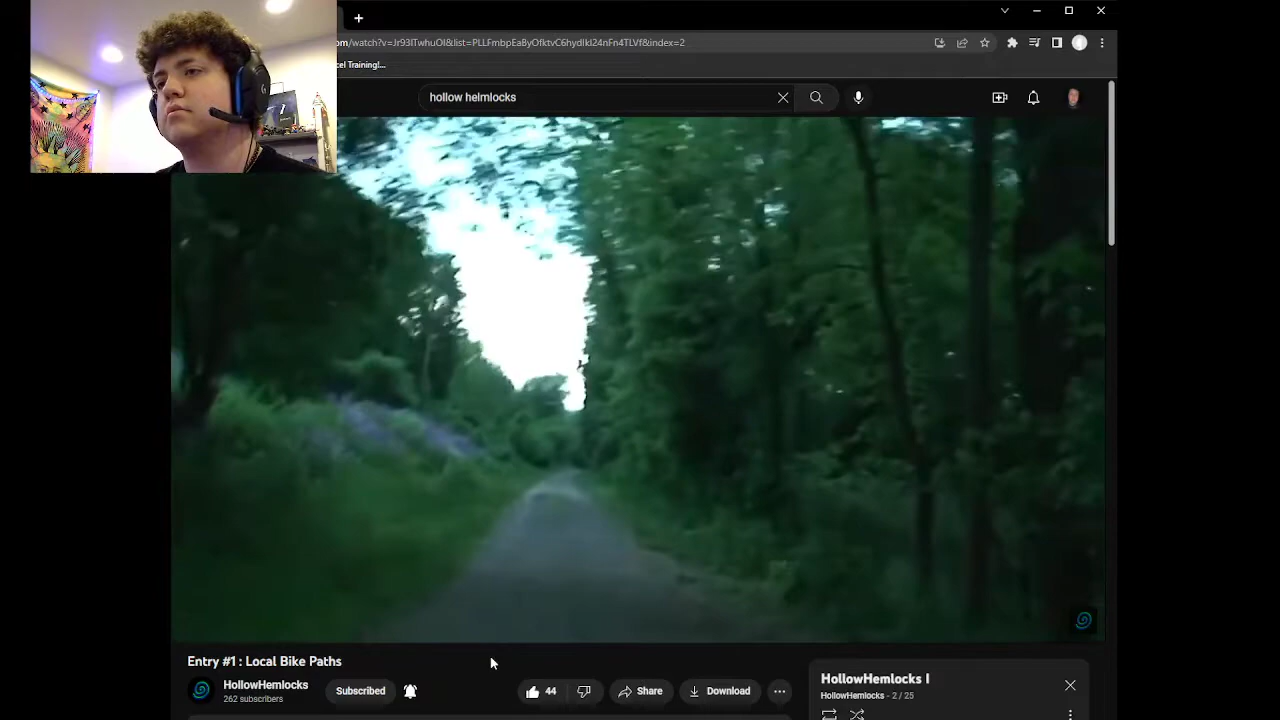 om/watch?v=Jr93ITwhuOI&list=PLLFmbpEaByOfktvC6hydIkI24nFn4TLVf&index=2
cel Training!...
hollow helmlocks
Entry #1 : Local Bike Paths
HollowHemlocks
262 subscribers
Subscribed
44
Share
Download
HollowHemlocks I
HollowHemlocks - 2 / 25